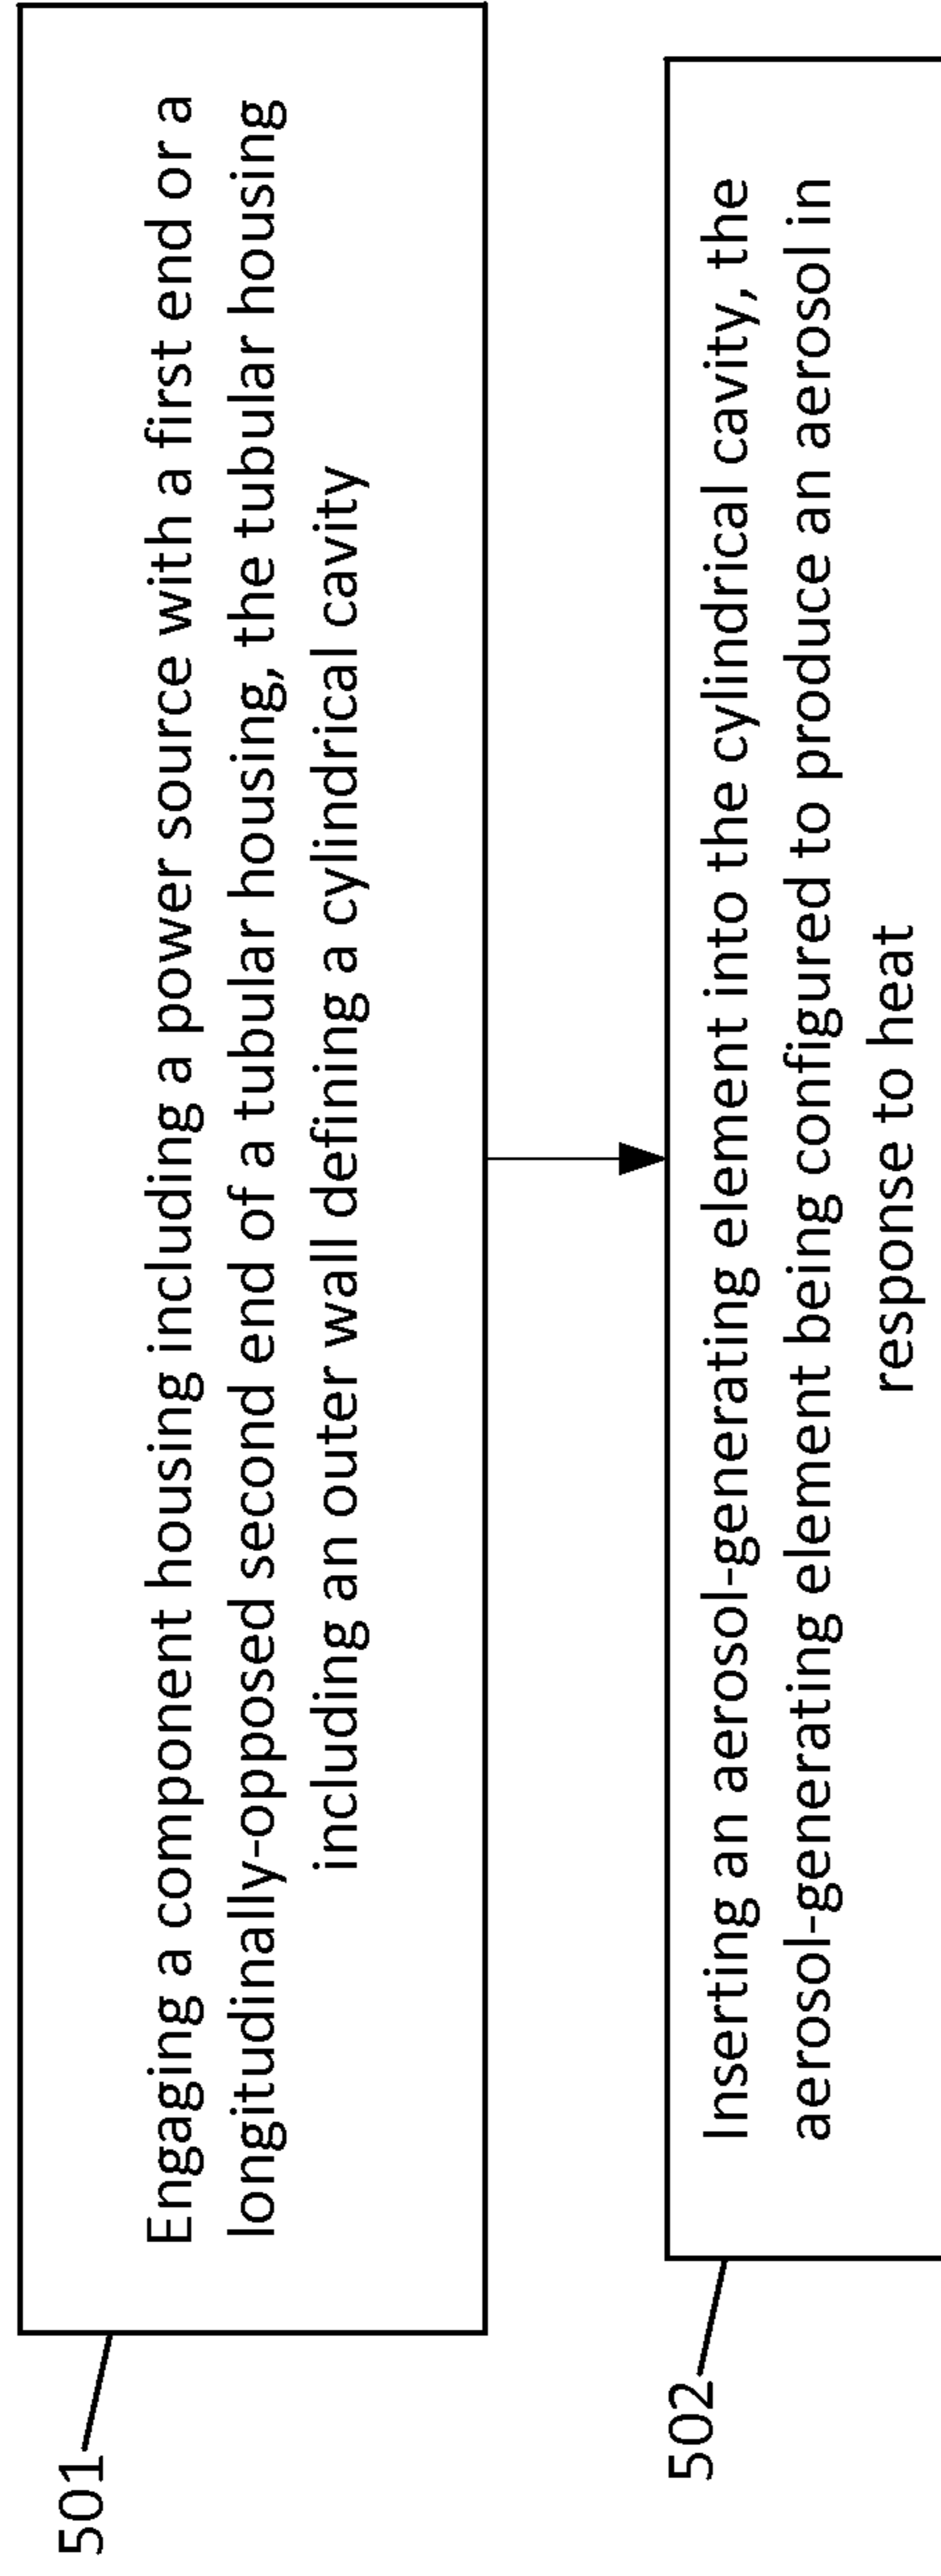 501
Engaging a component housing including a power source with a first end or a
longitudinally-opposed second end of a tubular housing, the tubular housing
including an outer wall defining a cylindrical cavity
502
Inserting an aerosol-generating element into the cylindrical cavity, the
aerosol-generating element being configured to produce an aerosol in
response to heat